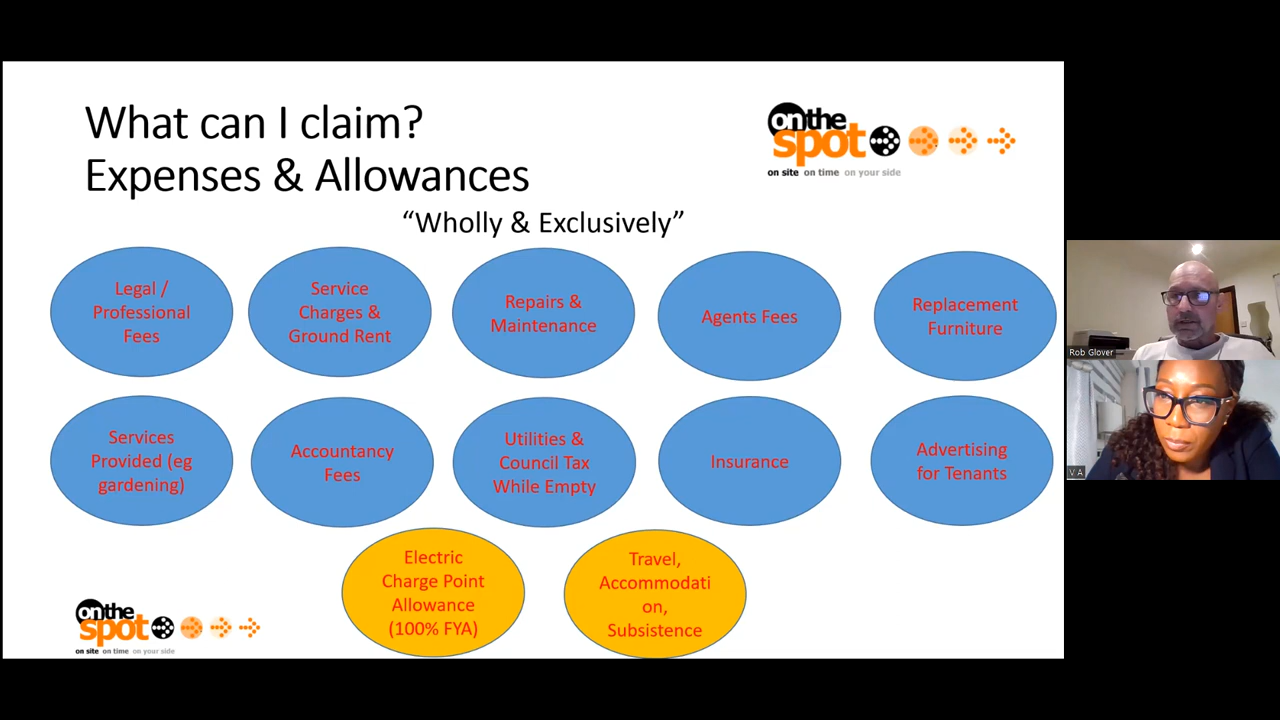 What can I claim?
Expenses & Allowances
on the
spot
on site on time on your side
“Wholly & Exclusively”
Legal /
Professional
Fees
Service
Charges &
Ground Rent
Repairs &
Maintenance
Agents Fees
Replacement
Furniture
Services
Provided (eg
gardening)
Accountancy
Fees
Utilities &
Council Tax
While Empty
Insurance
Advertising
for Tenants
Electric
Charge Point
Allowance
(100% FYA)
Travel,
Accommodati
on,
Subsistence
on the
spot
on site on time on your side
Rob Glover
V A